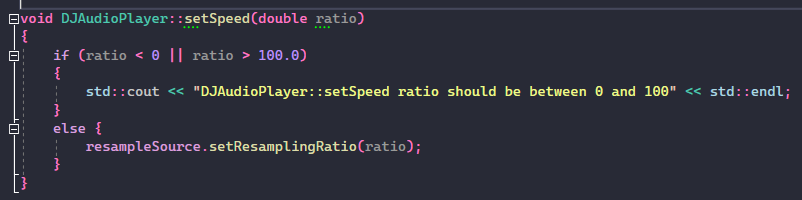 void DJAudioPlayer::setSpeed(double ratio)
{
    if (ratio < 0 || ratio > 100.0)
    {
        std::cout << "DJAudioPlayer::setSpeed ratio should be between 0 and 100" << std::endl;
    }
    else {
        resampleSource.setResamplingRatio(ratio);
    }
}